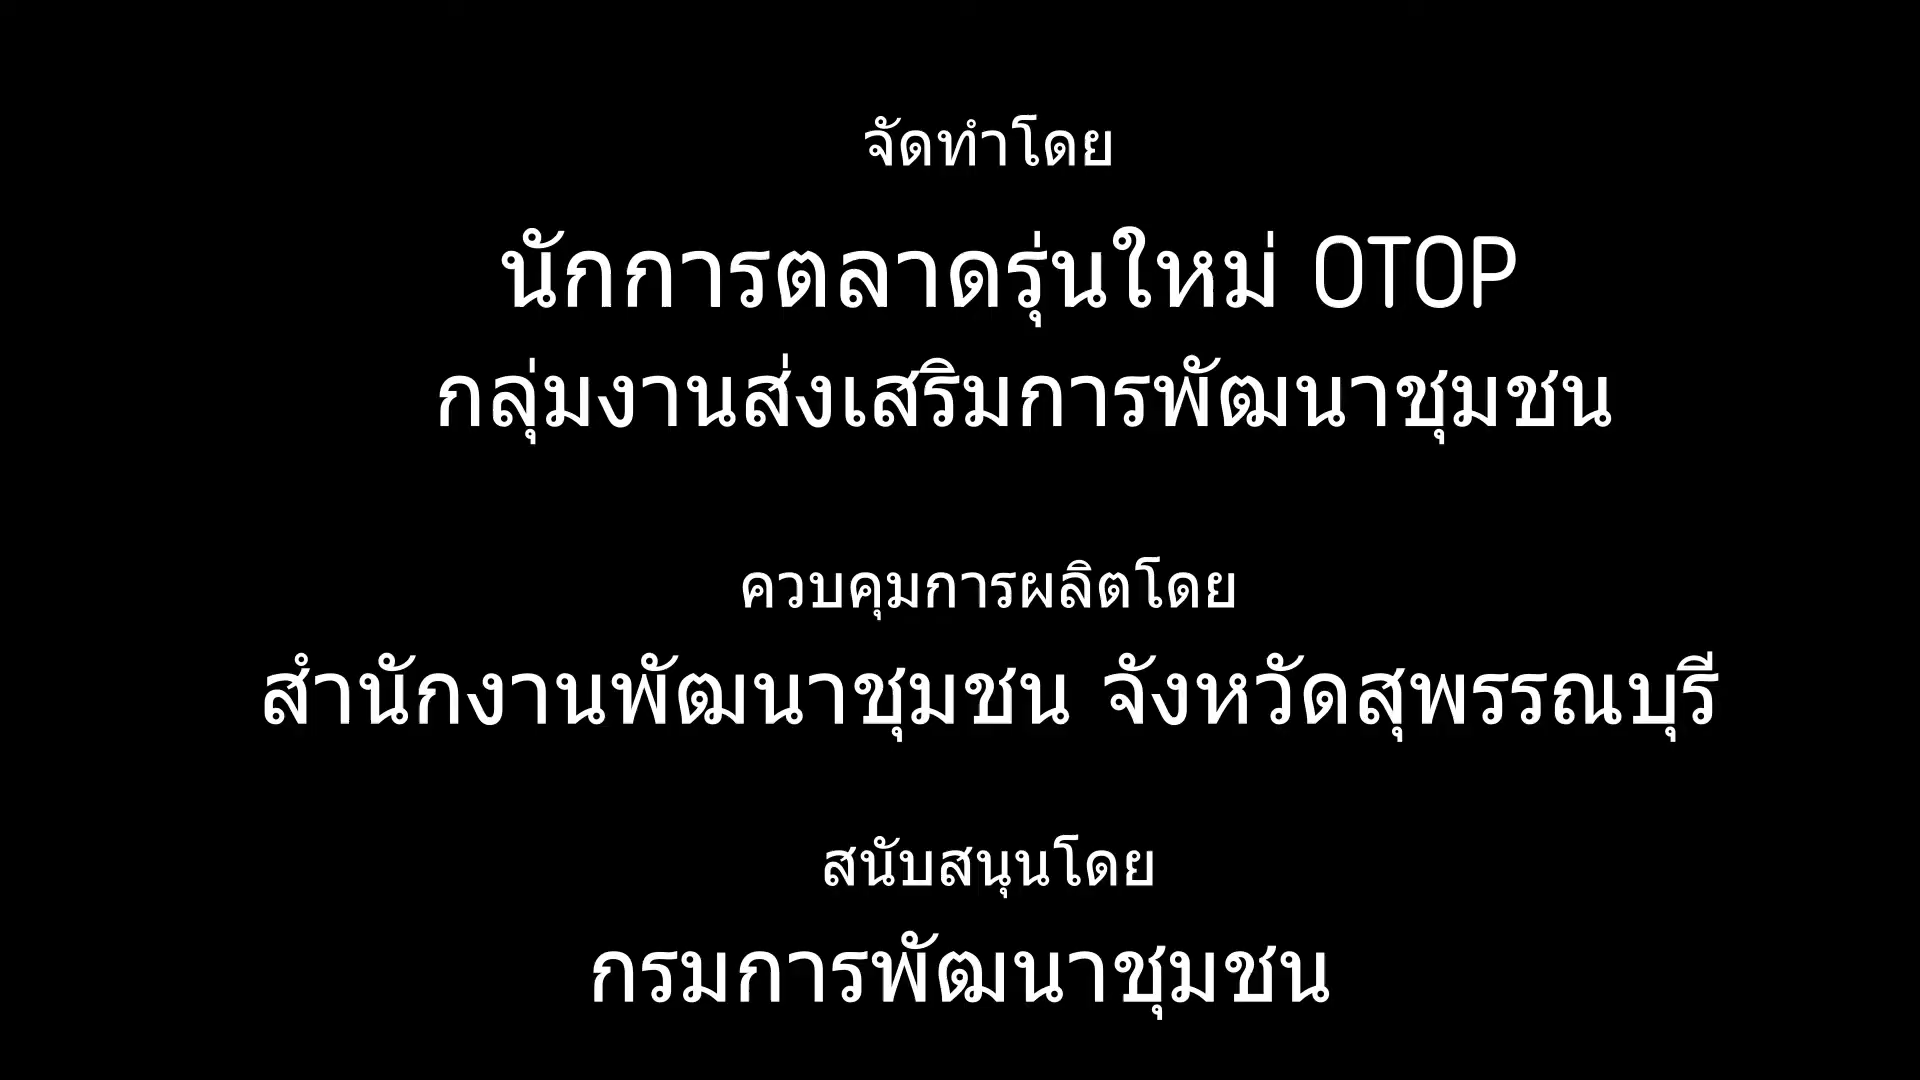 จัดทำโดย
นักการตลาดรุ่นใหม่ OTOP
กลุ่มงานส่งเสริมการพัฒนาชุมชน
ควบคุมการผลิตโดย
สำนักงานพัฒนาชุมชน จังหวัดสุพรรณบุรี
สนับสนุนโดย
กรมการพัฒนาชุมชน